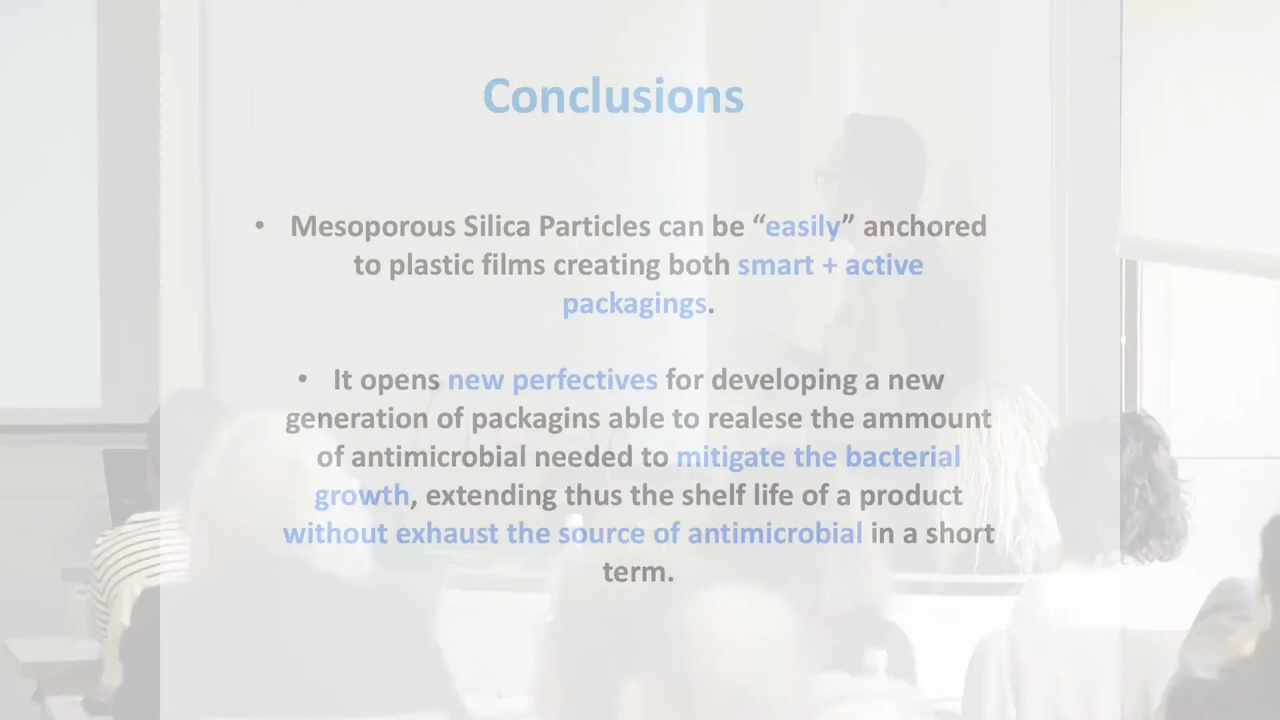 Conclusions
• Mesoporous Silica Particles can be “easily” anchored
to plastic films creating both smart + active
packagings.
• It opens new perfectives for developing a new
generation of packagins able to realese the ammount
of antimicrobial needed to mitigate the bacterial
growth, extending thus the shelf life of a product
without exhaust the source of antimicrobial in a short
term.